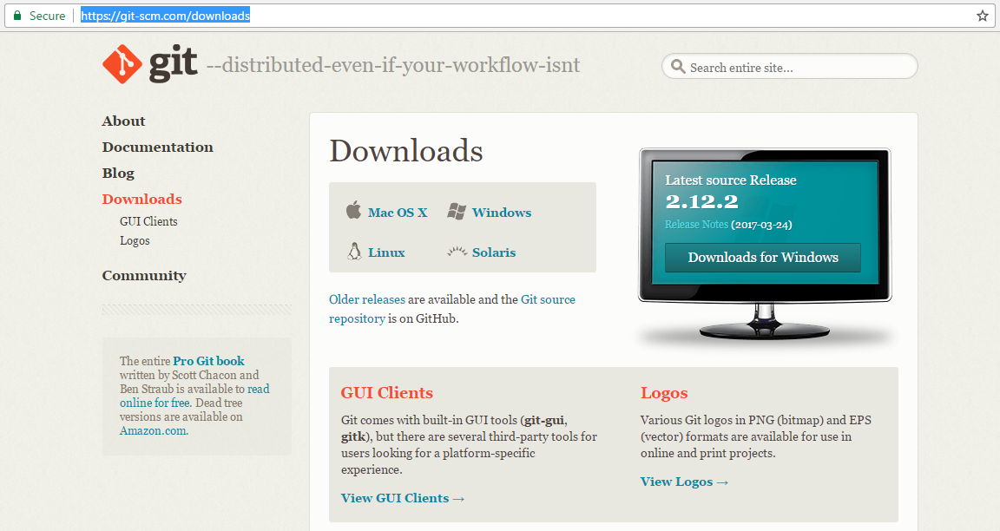 Secure https://git-scm.com/downloads
git --distributed-even-if-your-workflow-isnt
Search entire site...
About
Documentation
Blog
Downloads
GUI Clients
Logos
Community
The entire Pro Git book
written by Scott Chacon and
Ben Straub is available to read
online for free. Dead tree
versions are available on
Amazon.com.
Downloads
Mac OS X Windows
Linux Solaris
Older releases are available and the Git source
repository is on GitHub.
Latest source Release
2.12.2
Release Notes (2017-03-24)
Downloads for Windows
GUI Clients
Git comes with built-in GUI tools (git-gui,
gitk), but there are several third-party tools for
users looking for a platform-specific
experience.
View GUI Clients →
Logos
Various Git logos in PNG (bitmap) and EPS
(vector) formats are available for use in
online and print projects.
View Logos →